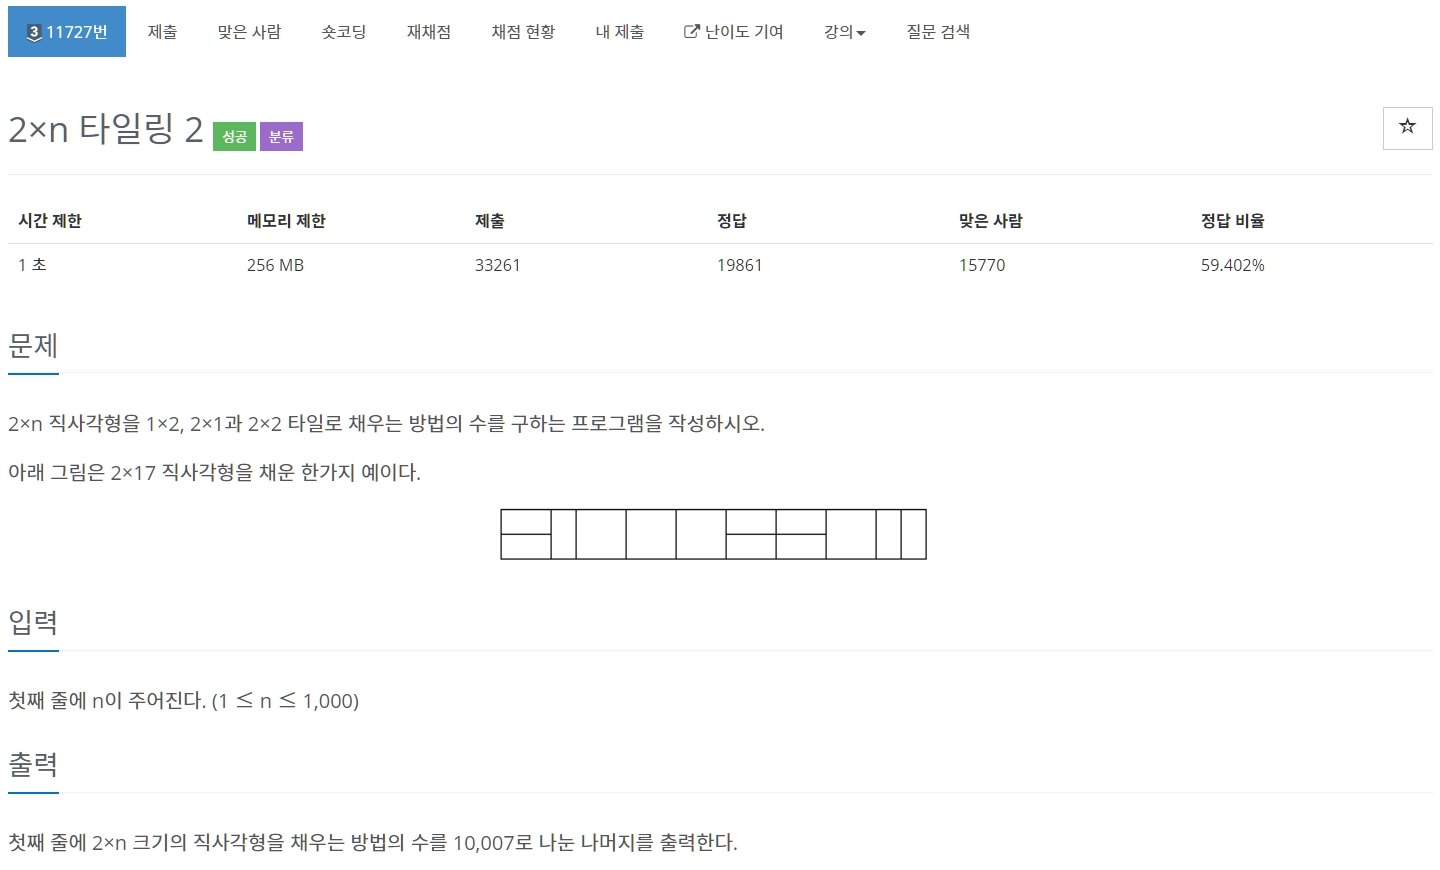 3 11727번 제출 맞은 사람 숏코딩 재채점 채점 현황 내 제출 난이도 기여 강의 질문 검색
2×n 타일링 2 성공 분류
시간 제한 메모리 제한 제출 정답 맞은 사람 정답 비율
1 초 256 MB 33261 19861 15770 59.402%
문제
2×n 직사각형을 1×2, 2×1과 2×2 타일로 채우는 방법의 수를 구하는 프로그램을 작성하시오.
아래 그림은 2×17 직사각형을 채운 한가지 예이다.
입력
첫째 줄에 n이 주어진다. (1 ≤ n ≤ 1,000)
출력
첫째 줄에 2×n 크기의 직사각형을 채우는 방법의 수를 10,007로 나눈 나머지를 출력한다.